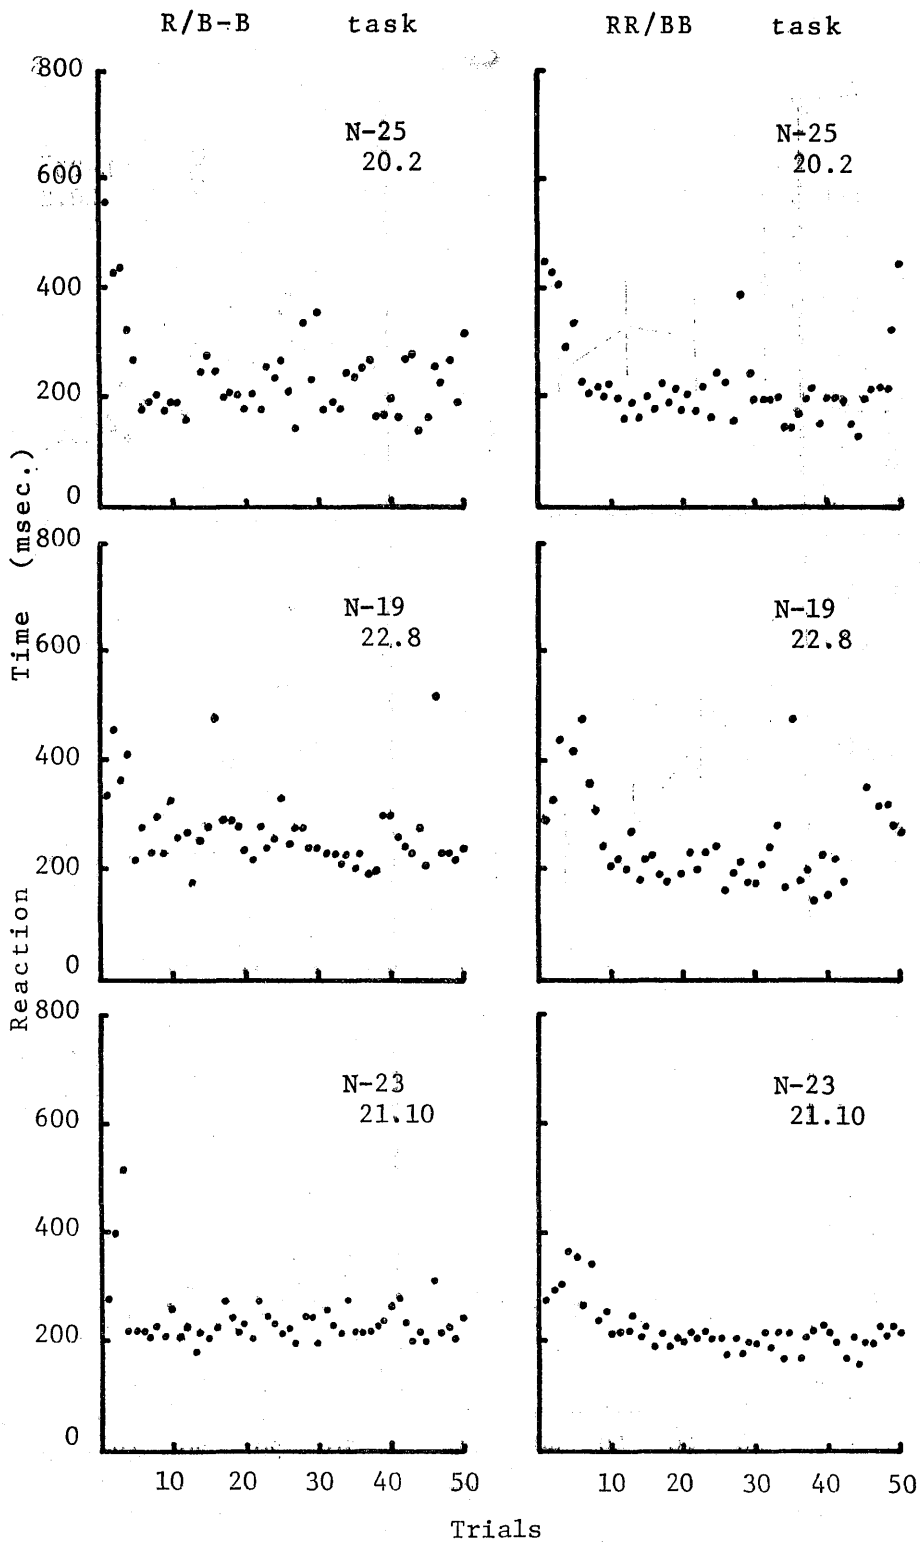 R/B-B task RR/BB task
800
N-25 N-25
600 20.2 20.2
400
200
0
800
N-19 N-19
600 22.8 22.8
400
200
0
800
N-23 N-23
600 21.10 21.10
400
200
0
Reaction Time (msec.)
10 20 30 40 50 10 20 30 40 50
Trials